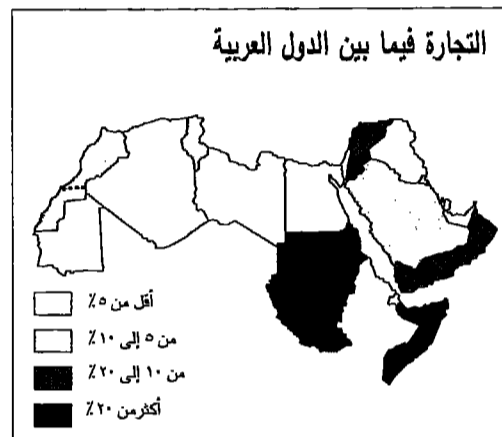 التجارة فيما بين الدول العربية
أقل من ٥٪
من ٥ إلى ١٠٪
من ١٠ إلى ٢٠٪
أكثر من ٢٠٪